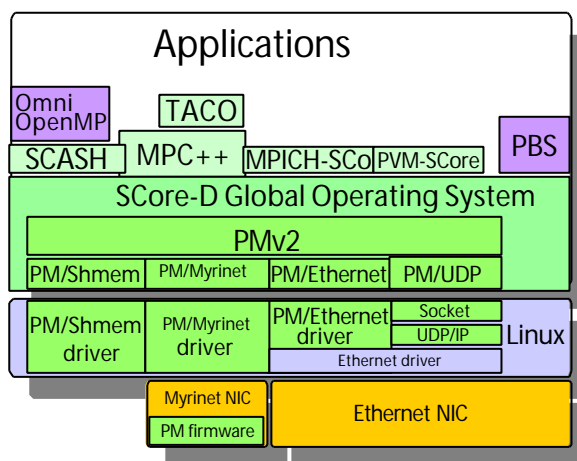 Applications
Omni
OpenMP
TACO
PBS
SCASH
MPC++
MPICH-SCo
PVM-SCore
SCore-D Global Operating System
PMv2
PM/Shmem
PM/Myrinet
PM/Ethernet
PM/UDP
PM/Shmem
driver
PM/Myrinet
driver
PM/Ethernet
driver
Socket
UDP/IP
Linux
Ethernet driver
Myrinet NIC
PM firmware
Ethernet NIC